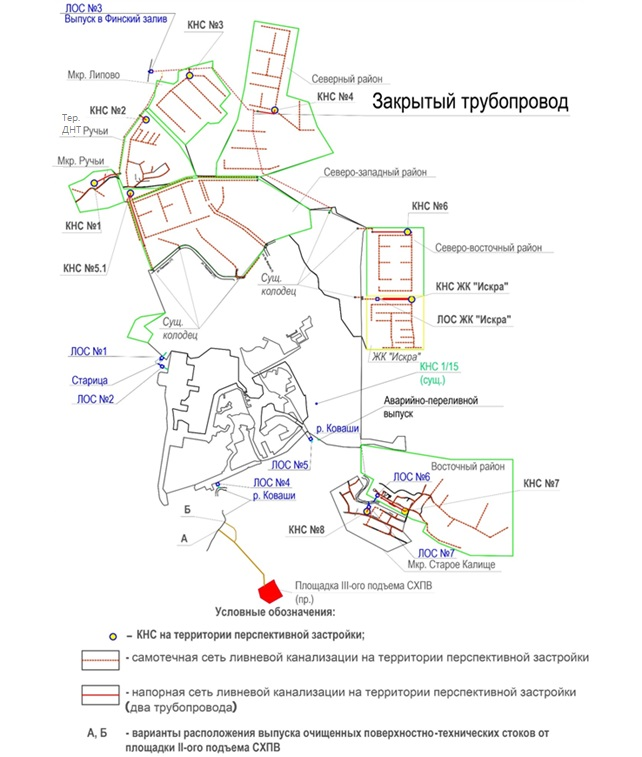 ЛОС №3
Выпуск в Финский залив
КНС №3
Мкр. Липово
Северный район
КНС №4
Закрытый трубопровод
КНС №2
Тер.
ДНТ Ручьи
Мкр. Ручьи
Северо-западный район
КНС №6
КНС №1
Северо-восточный район
КНС №5.1
Сущ.
колодец
КНС ЖК "Искра"
ЛОС ЖК "Искра"
Сущ.
колодец
ЖК "Искра"
ЛОС №1
КНС 1/15
(сущ.)
Старица
ЛОС №2
Аварийно-переливной
выпуск
р. Коваши
ЛОС №5
Восточный район
ЛОС №6
КНС №7
ЛОС №4
р. Коваши
Б
КНС №8
А
ЛОС №7
Мкр. Старое Калище
Площадка III-ого подъема СХПВ
(пр.)
Условные обозначения:
– КНС на территории перспективной застройки;
- самотечная сеть ливневой канализации на территории перспективной застройки
- напорная сеть ливневой канализации на территории перспективной застройки
(два трубопровода)
А, Б - варианты расположения выпуска очищенных поверхностно-технических стоков от
площадки II-ого подъема СХПВ